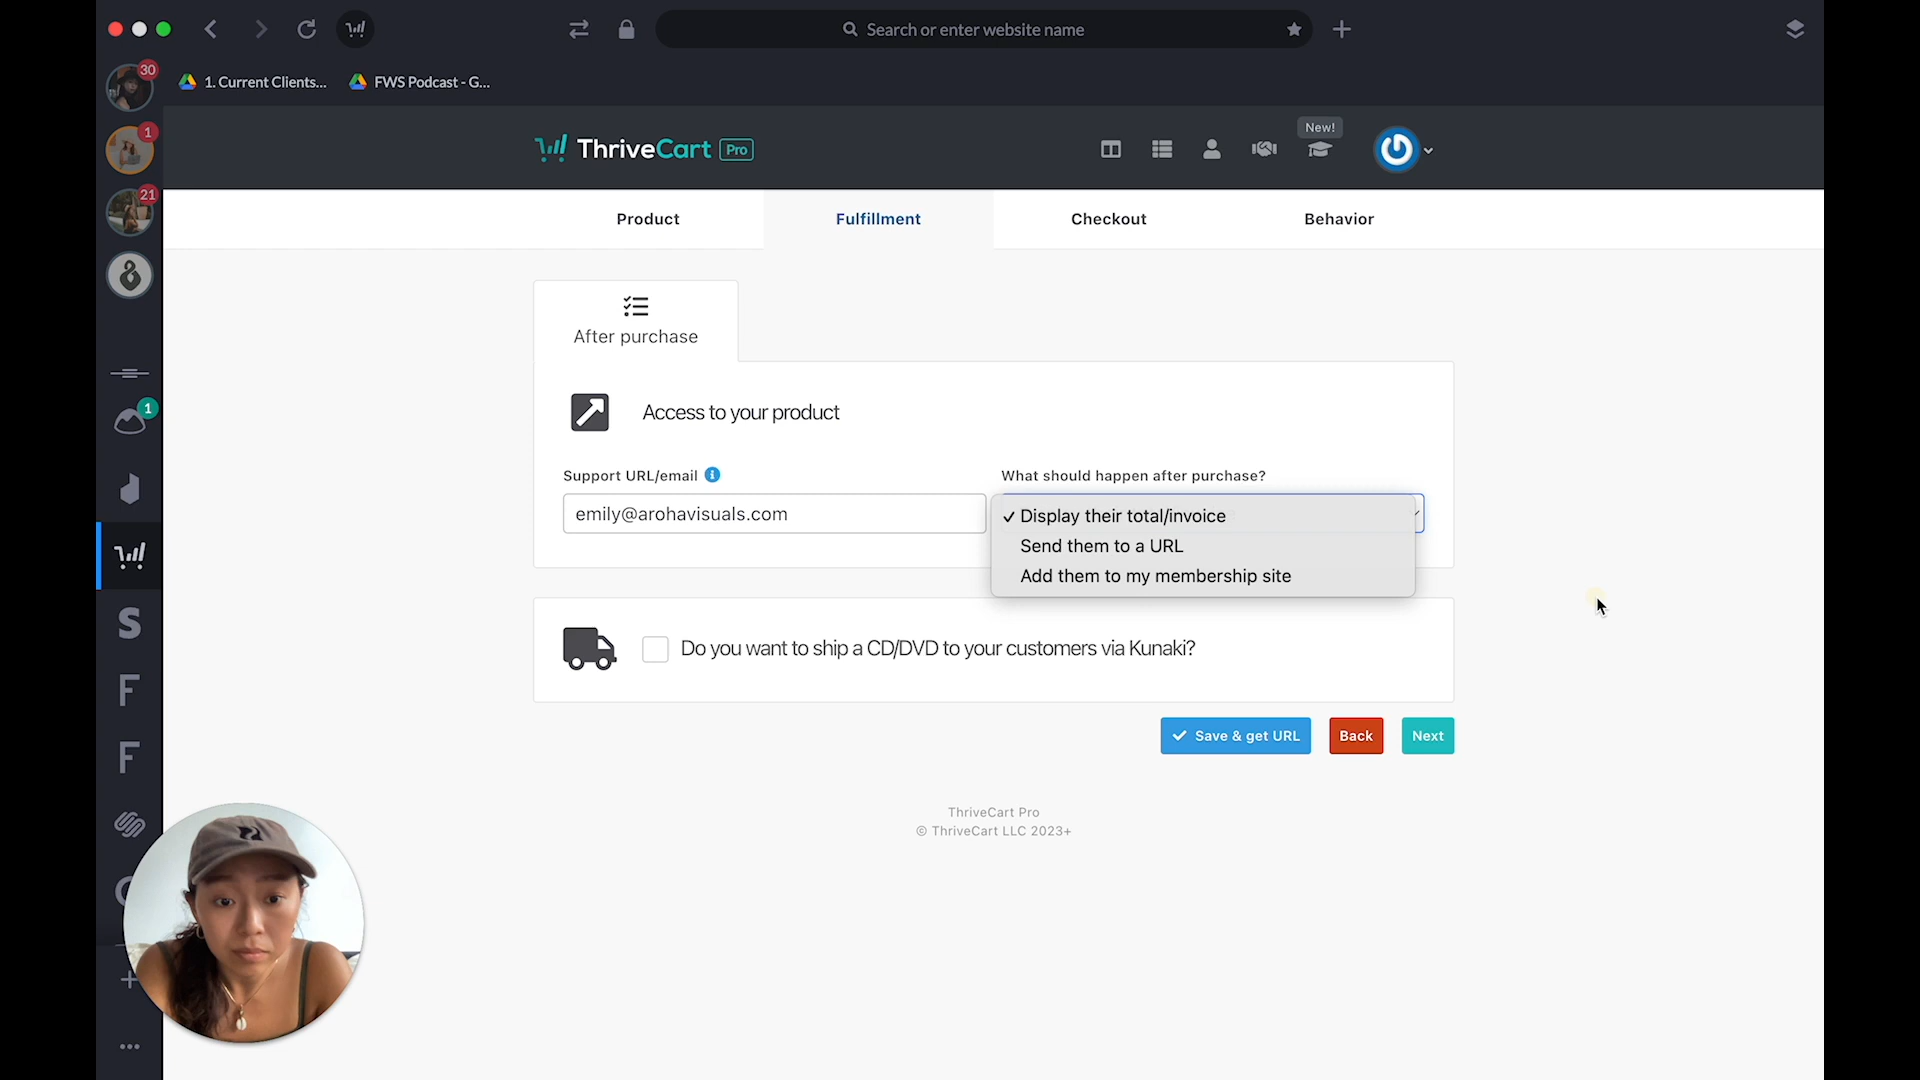 Search or enter website name
30
1. Current Clients...
FWS Podcast - G...
1
21
1
New!
ThriveCart Pro
Product
Fulfillment
Checkout
Behavior
After purchase
Access to your product
Support URL/email
What should happen after purchase?
emily@arohavisuals.com
✓ Display their total/invoice
Send them to a URL
Add them to my membership site
Do you want to ship a CD/DVD to your customers via Kunaki?
Save & get URL
Back
Next
S
F
F
ThriveCart Pro
© ThriveCart LLC 2023+